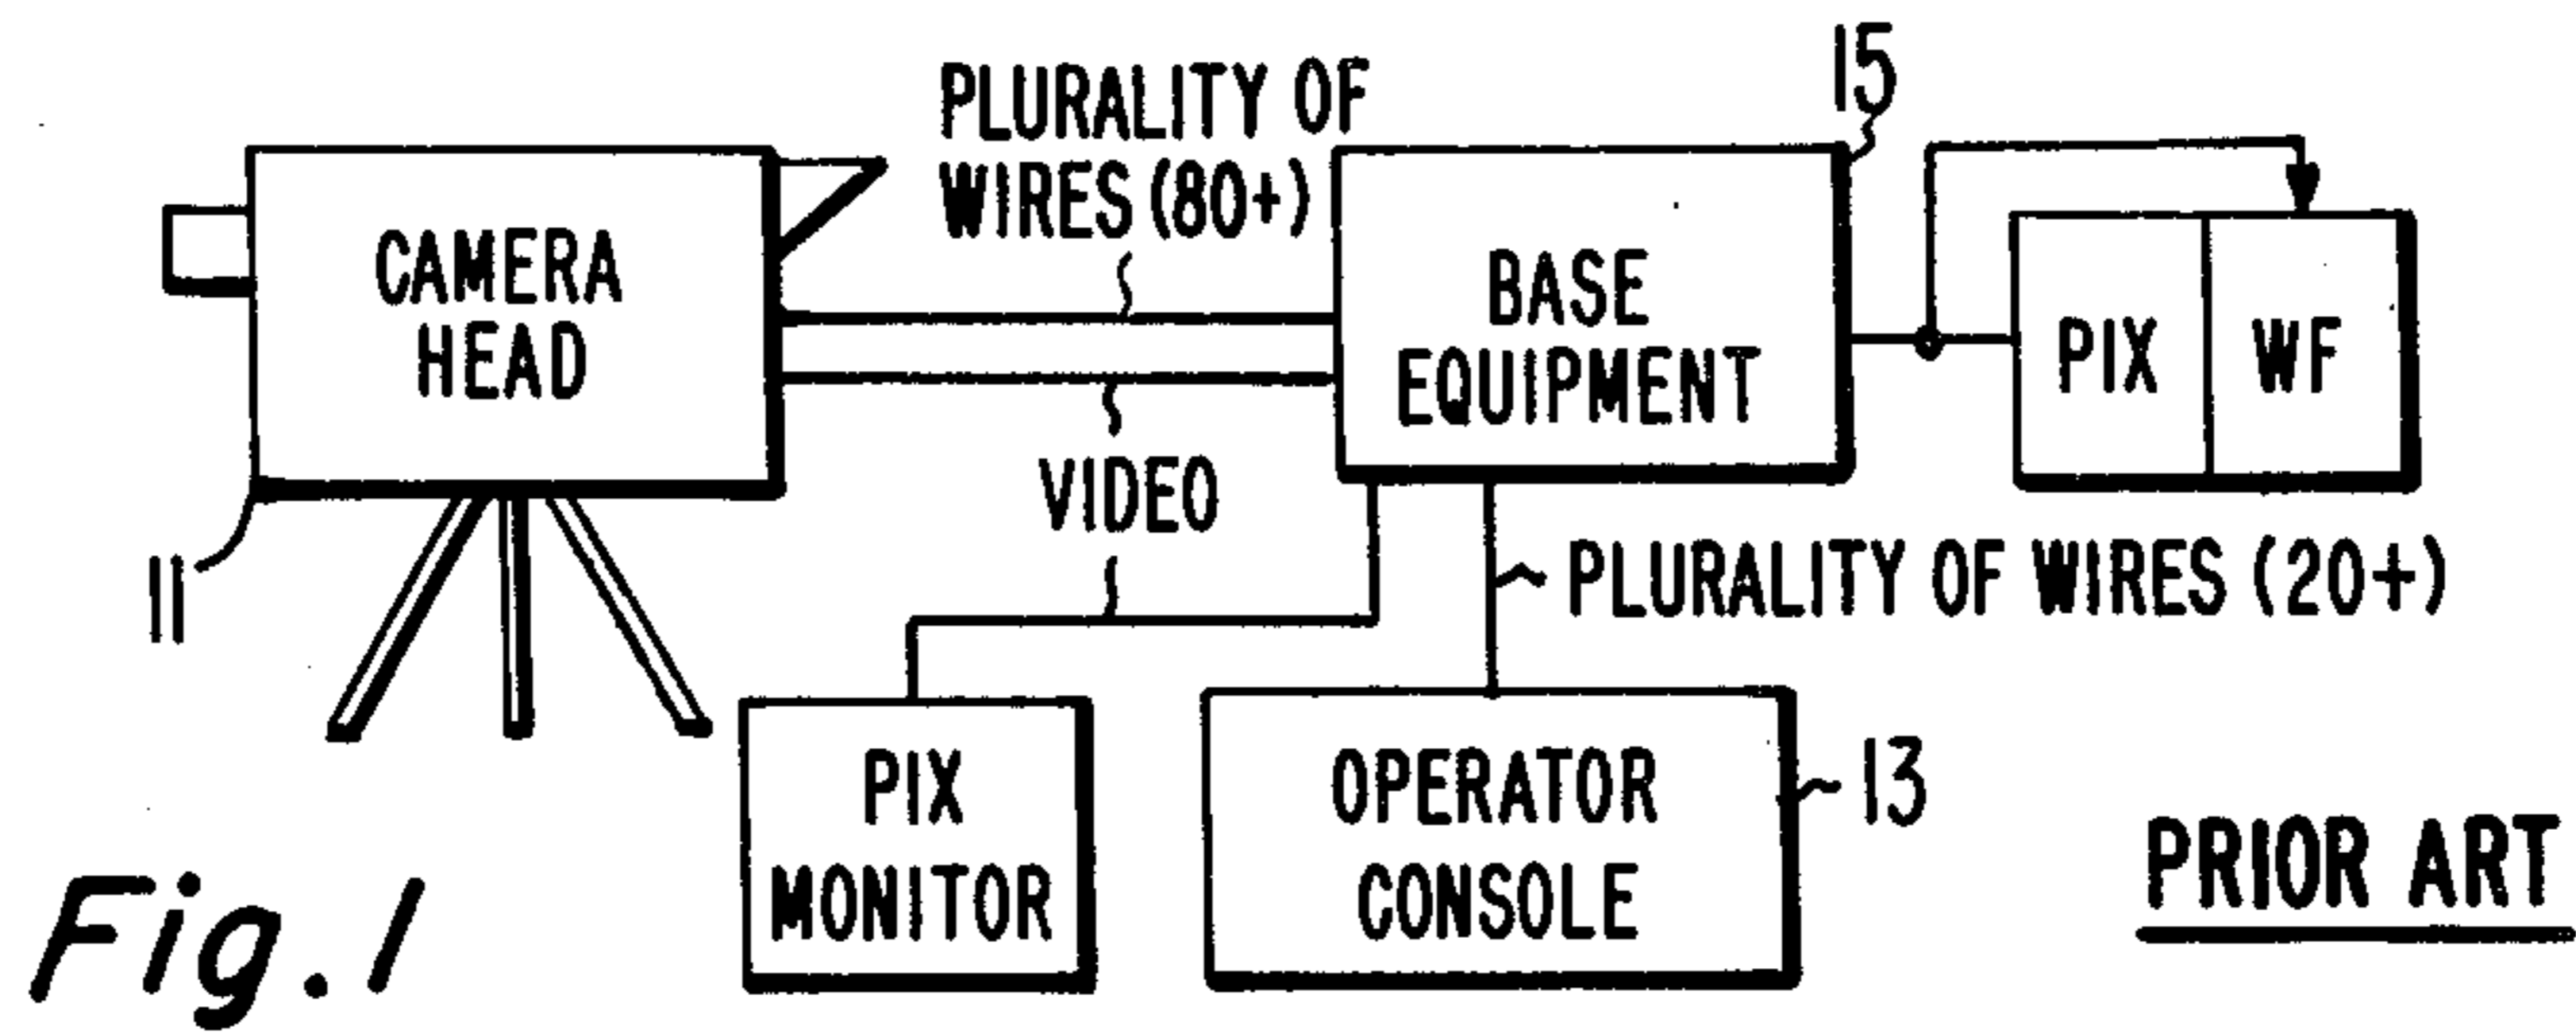 15
PLURALITY OF
WIRES (80+)
CAMERA
HEAD
BASE
EQUIPMENT
PIX
WF
VIDEO
11
PLURALITY OF WIRES (20+)
PIX
MONITOR
OPERATOR
CONSOLE
13
PRIOR ART
Fig. 1